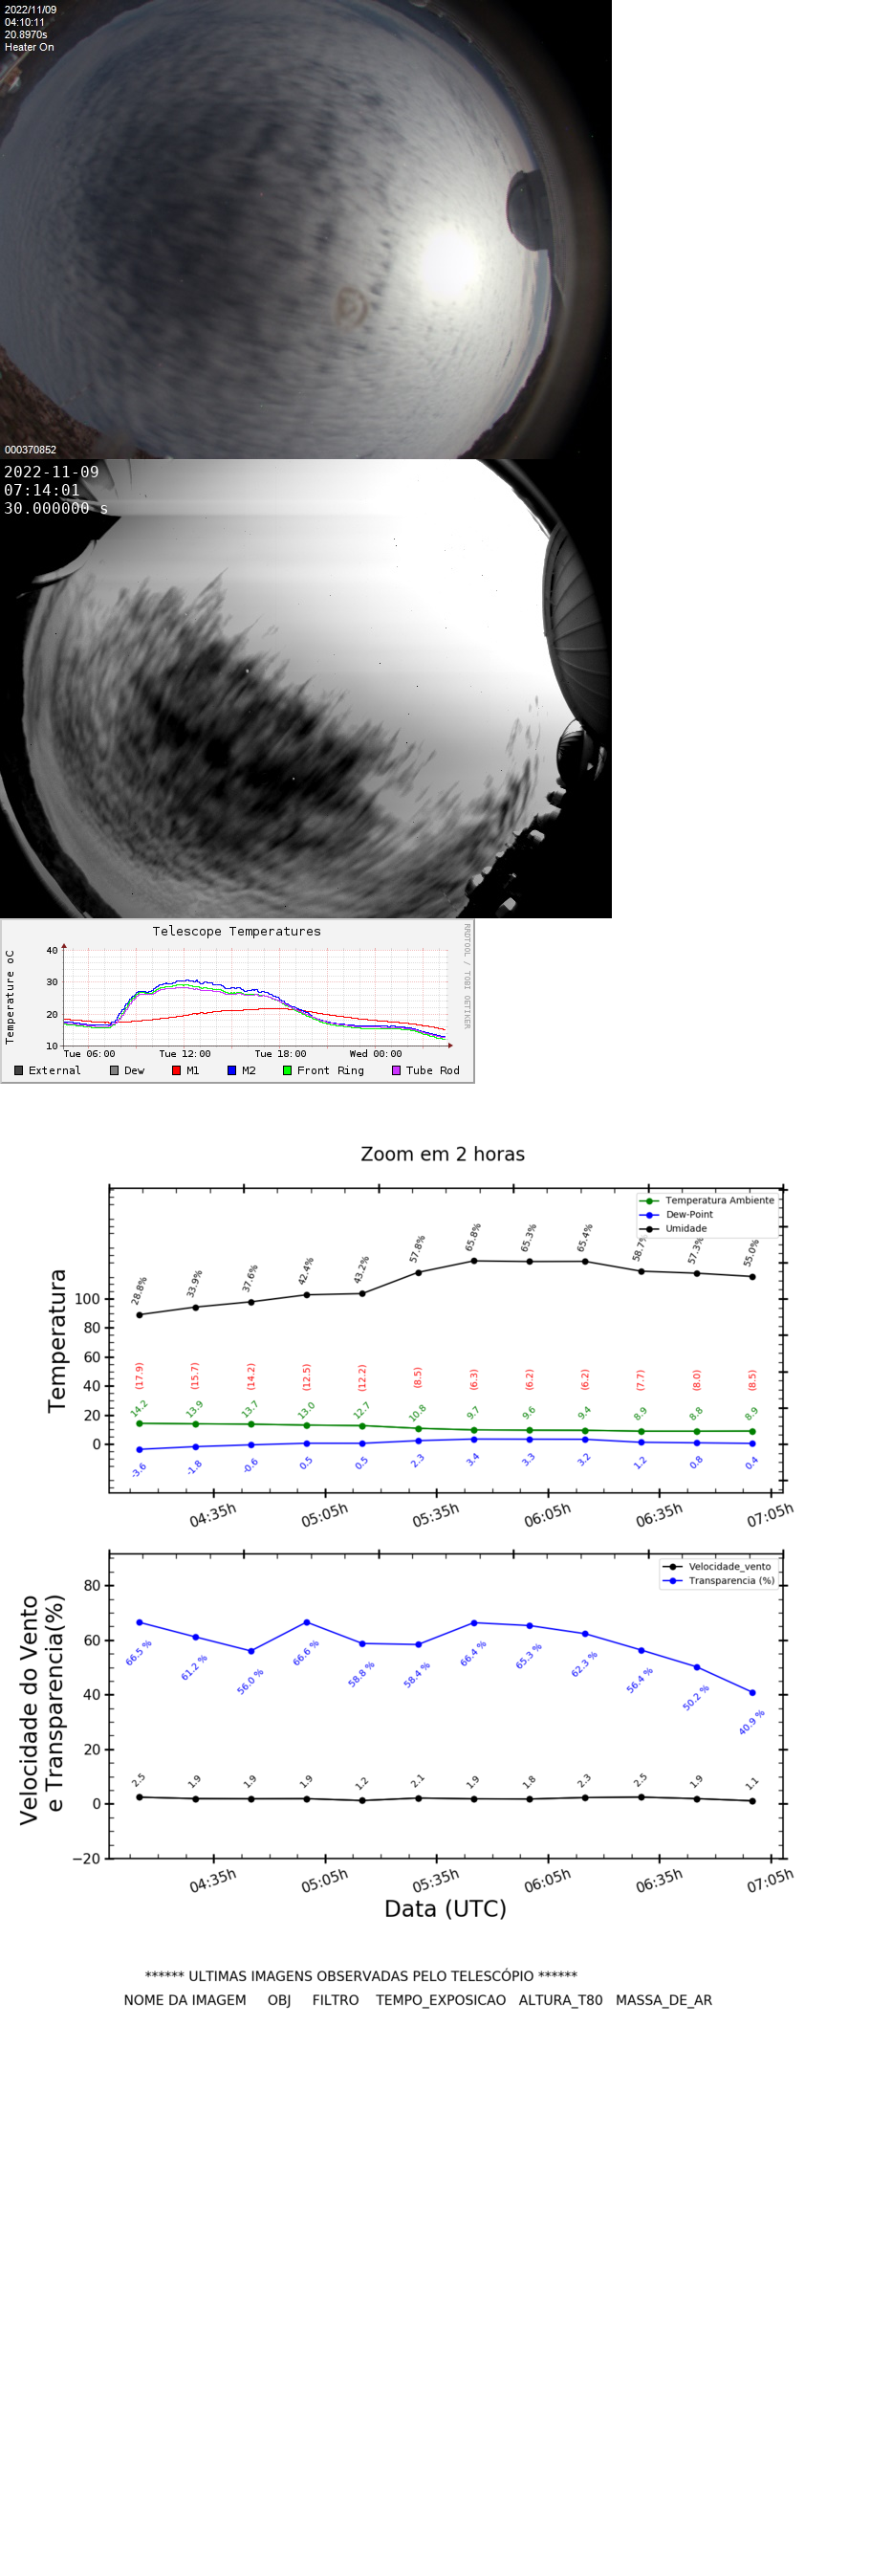 2022/11/09
04:10:11
20.8970s
Heater On
000370852
2022-11-09
07:14:01
30.000000 s
Telescope Temperatures
RRDTOOL / TOBI OETIKER
Temperature oC
40
30
20
10
Tue 06:00 Tue 12:00 Tue 18:00 Wed 00:00
External Dew M1 M2 Front Ring Tube Rod
Zoom em 2 horas
Temperatura Ambiente
Dew-Point
Umidade
Temperatura
100
80
60
40
20
0
28.8% 33.9% 37.6% 42.4% 43.2% 57.8% 65.8% 65.3% 65.4% 58.7% 57.3% 55.0%
(17.9) (15.7) (14.2) (12.5) (12.2) (8.5) (6.3) (6.2) (6.2) (7.7) (8.0) (8.5)
14.2 13.9 13.7 13.0 12.7 10.8 9.7 9.6 9.4 8.9 8.8 8.9
-3.6 -1.8 -0.6 0.5 0.5 2.3 3.4 3.3 3.2 1.2 0.8 0.4
04:35h 05:05h 05:35h 06:05h 06:35h 07:05h
Velocidade_vento
Transparencia (%)
Velocidade do Vento
e Transparencia(%)
80
60
40
20
0
−20
66.5 % 61.2 % 56.0 % 66.6 % 58.8 % 58.4 % 66.4 % 65.3 % 62.3 % 56.4 % 50.2 % 40.9 %
2.5 1.9 1.9 1.9 1.2 2.1 1.9 1.8 2.3 2.5 1.9 1.1
04:35h 05:05h 05:35h 06:05h 06:35h 07:05h
Data (UTC)
****** ULTIMAS IMAGENS OBSERVADAS PELO TELESCÓPIO ******
NOME DA IMAGEM OBJ FILTRO TEMPO_EXPOSICAO ALTURA_T80 MASSA_DE_AR